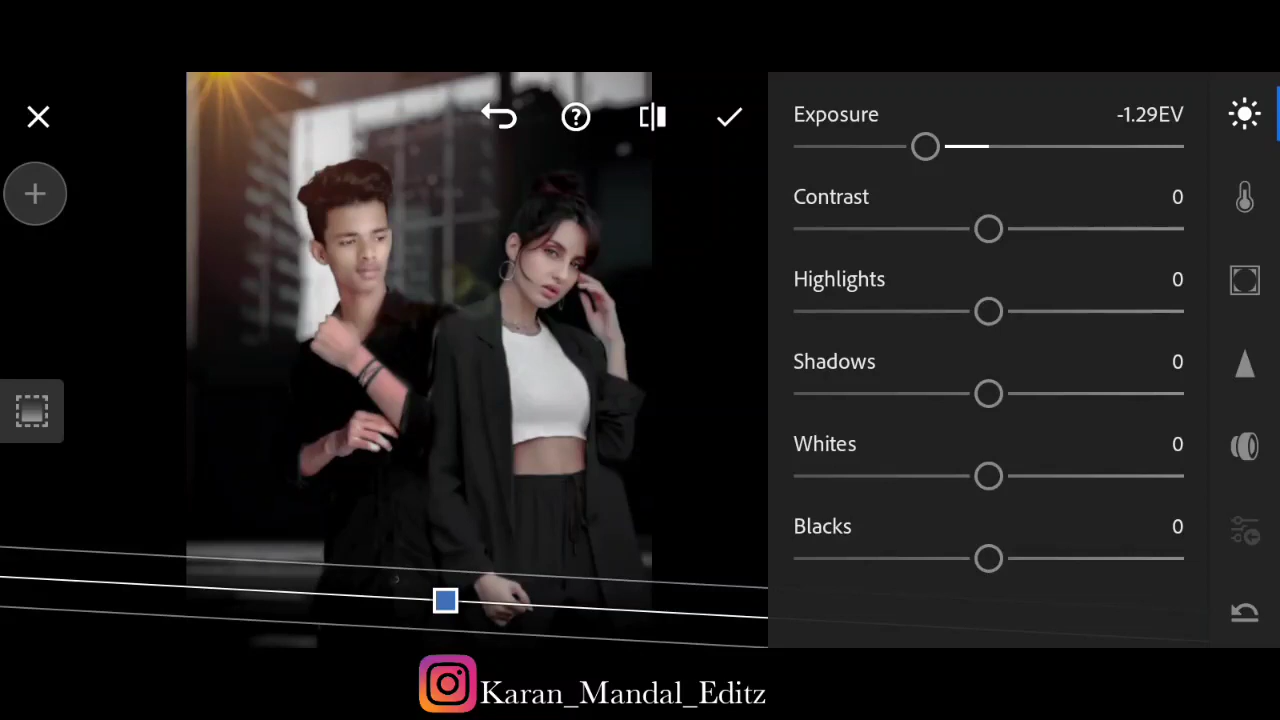 Exposure -1.29EV
Contrast 0
Highlights 0
Shadows 0
Whites 0
Blacks 0
Karan_Mandal_Editz